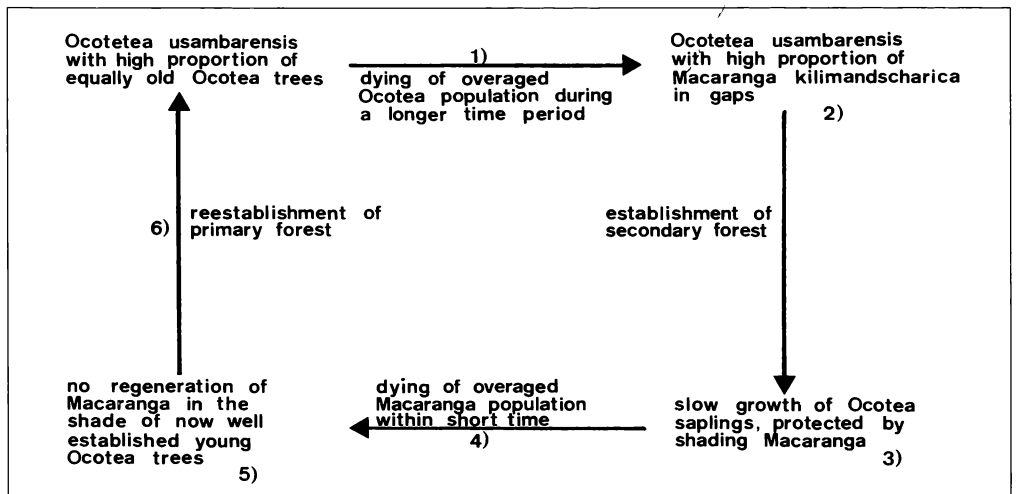 Ocotetea usambarensis
with high proportion of
equally old Ocotea trees
1)
dying of overaged
Ocotea population during
a longer time period
Ocotetea usambarensis
with high proportion of
Macaranga kilimandscharica
in gaps
2)
establishment of
secondary forest
slow growth of Ocotea
saplings, protected by
shading Macaranga
3)
dying of overaged
Macaranga population
within short time
4)
no regeneration of
Macaranga in the
shade of now well
established young
Ocotea trees
5)
6)
reestablishment of
primary forest